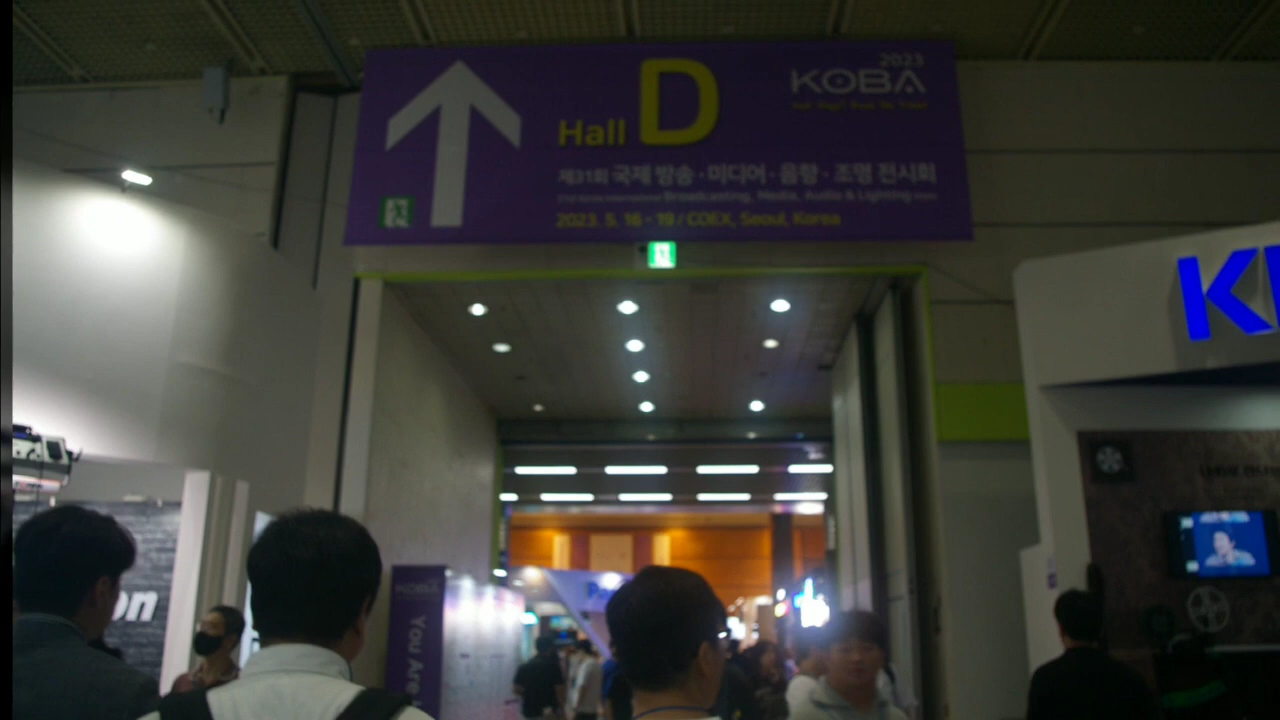 2023
KOBA
Hall D
제31회 국제 방송·미디어·음향·조명 전시회
Broadcasting, Media, Audio & Lighting
2023. 5. 16 - 19 / COEX, Seoul, Korea
on
You Are